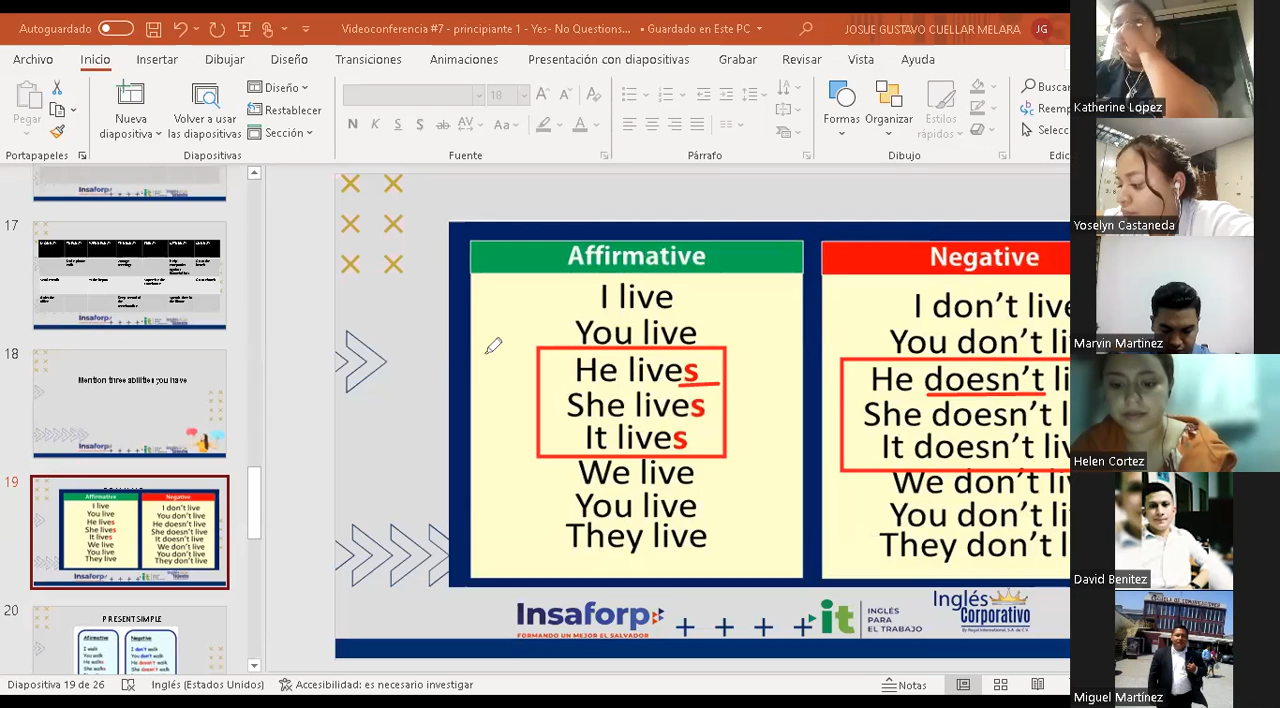 Autoguardado
Videoconferencia #7 - principiante 1 - Yes- No Questions... • Guardado en Este PC
JOSUE GUSTAVO CUELLAR MELARA JG
Archivo Inicio Insertar Dibujar Diseño Transiciones Animaciones Presentación con diapositivas Grabar Revisar Vista Ayuda
Pegar
Portapapeles
Nueva diapositiva
Volver a usar las diapositivas
Diseño
Restablecer
Sección
Diapositivas
18
N K S S ab AV Aa A
Fuente
Párrafo
Formas
Organizar
Estilos rápidos
Dibujo
Buscar
Reemp
Selecc
Edic
17
18
Mention three abilities you have
19
20
PRESENT SIMPLE
Affirmative
I live
You live
He lives
She lives
It lives
We live
You live
They live
Negative
I don't live
You don't li
He doesn't li
She doesn't l
It doesn't liv
We don't l
You don't l
They don't l
Insaforp
FORMANDO UN MEJOR EL SALVADOR
it INGLÉS PARA EL TRABAJO
Inglés Corporativo
Diapositiva 19 de 26
Inglés (Estados Unidos)
Accesibilidad: es necesario investigar
Notas
Katherine Lopez
Yoselyn Castaneda
Marvin Martinez
Helen Cortez
David Benitez
Miguel Martínez